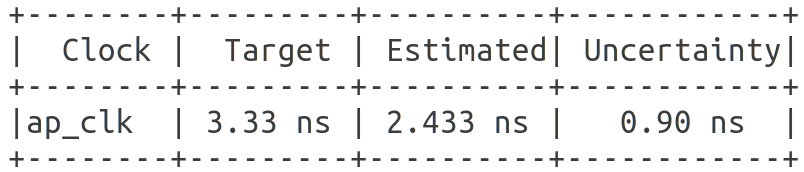 +--------+---------+----------+------------+
|  Clock |  Target | Estimated| Uncertainty|
+--------+---------+----------+------------+
|ap_clk  | 3.33 ns | 2.433 ns |   0.90 ns  |
+--------+---------+----------+------------+